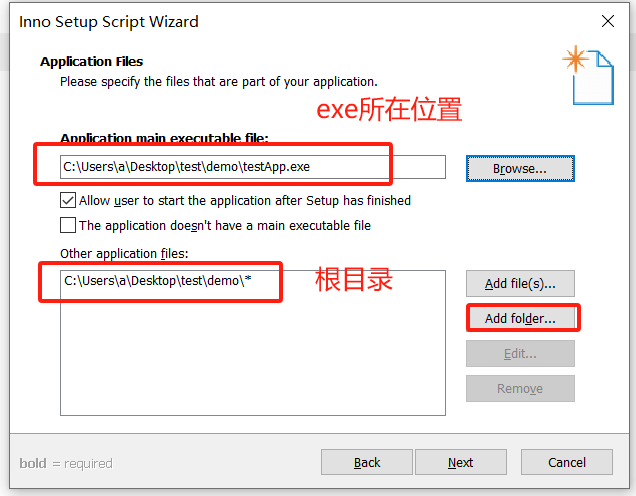 Inno Setup Script Wizard
Application Files
Please specify the files that are part of your application.
exe所在位置
Application main executable file:
C:\Users\a\Desktop\test\demo\testApp.exe
Browse...
Allow user to start the application after Setup has finished
The application doesn't have a main executable file
Other application files:
C:\Users\a\Desktop\test\demo\*
根目录
Add file(s)...
Add folder...
Edit...
Remove
bold = required
Back
Next
Cancel